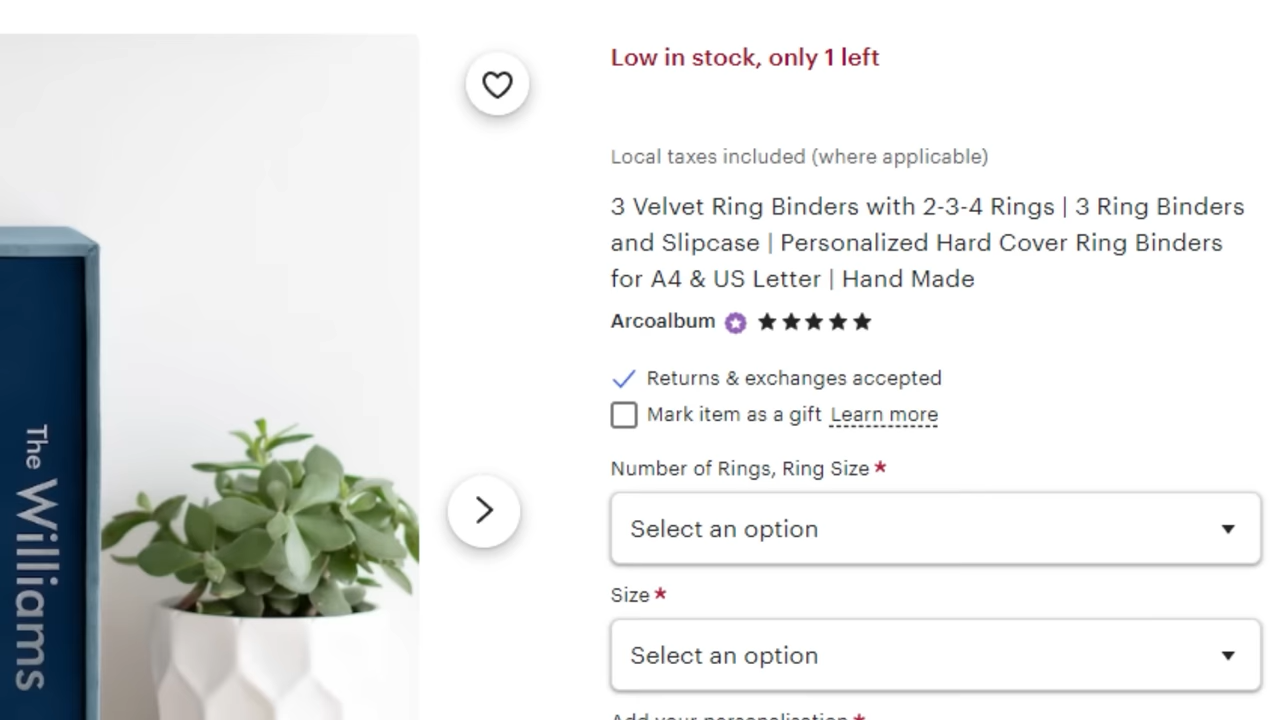 Low in stock, only 1 left
Local taxes included (where applicable)
3 Velvet Ring Binders with 2-3-4 Rings | 3 Ring Binders
and Slipcase | Personalized Hard Cover Ring Binders
for A4 & US Letter | Hand Made
Arcoalbum
Returns & exchanges accepted
Mark item as a gift Learn more
Number of Rings, Ring Size *
Select an option
Size *
Select an option
Add your personalisation *
The Williams